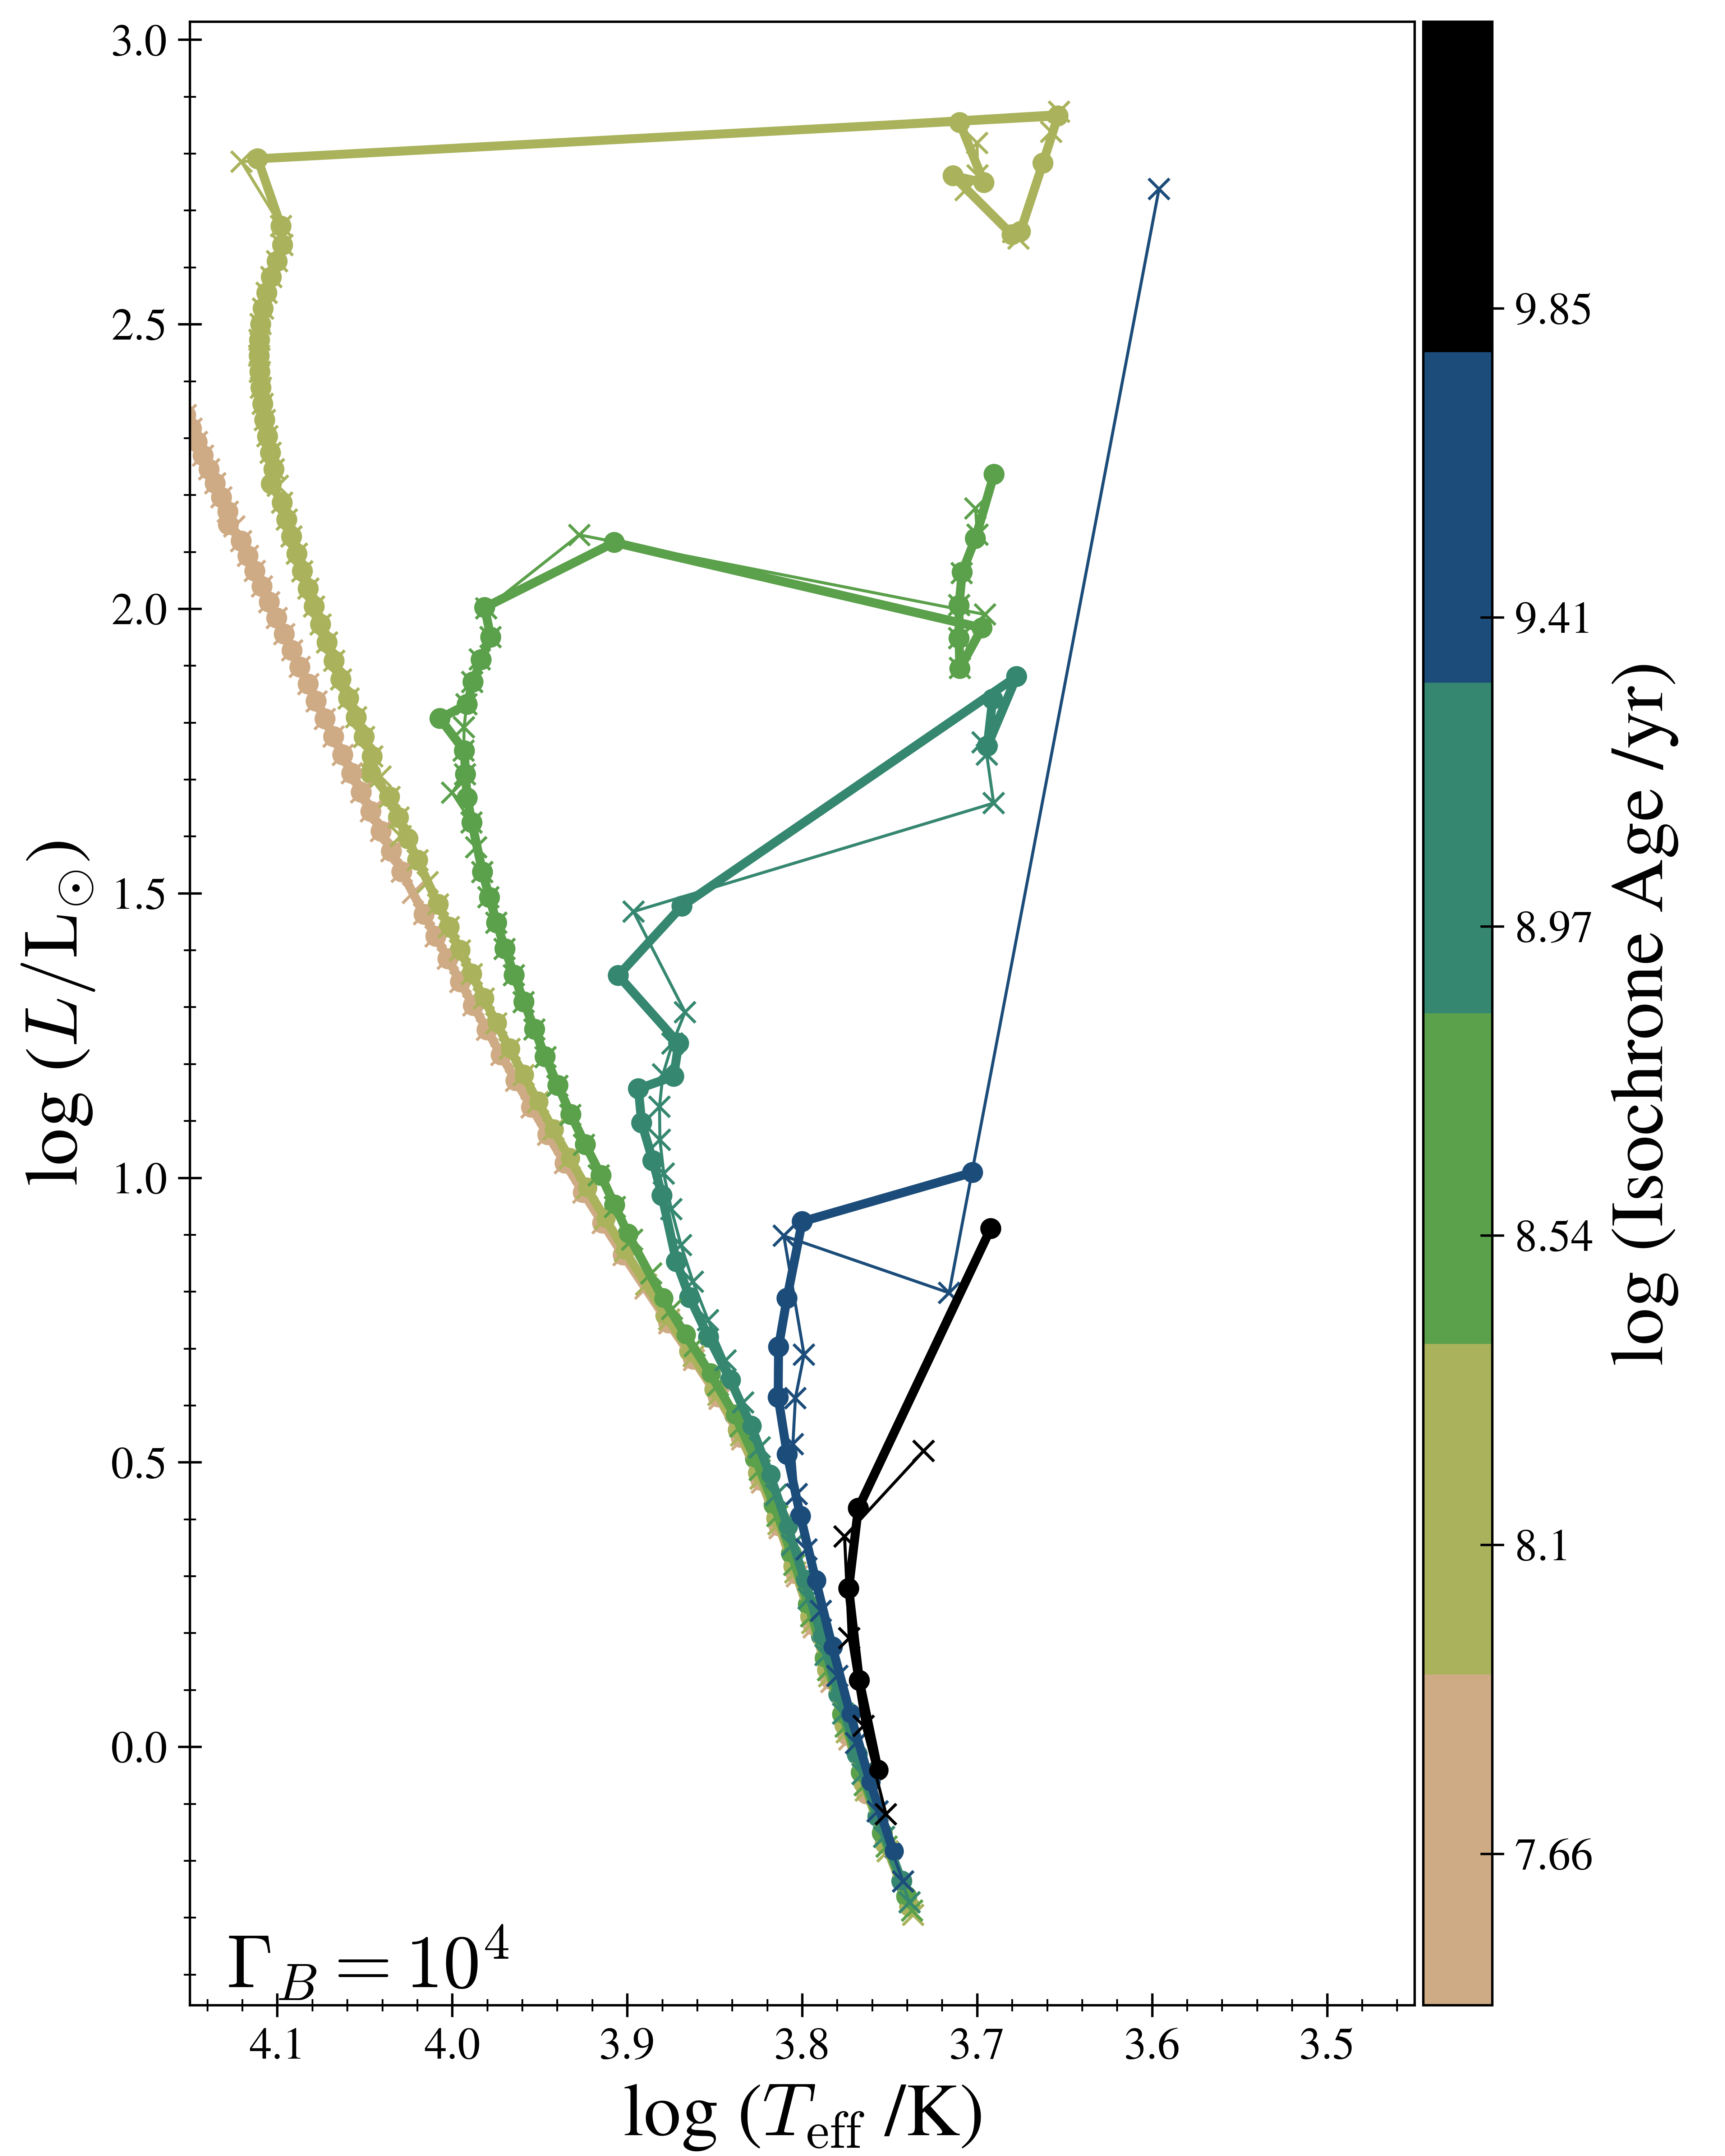 3.0
2.5
2.0
1.5
1.0
0.5
0.0
log (L//L☉)
Γ_B = 10⁴
4.1 4.0 3.9 3.8 3.7 3.6 3.5
log (T_eff /K)
9.85
9.41
8.97
8.54
8.1
7.66
log (Isochrone Age /yr)